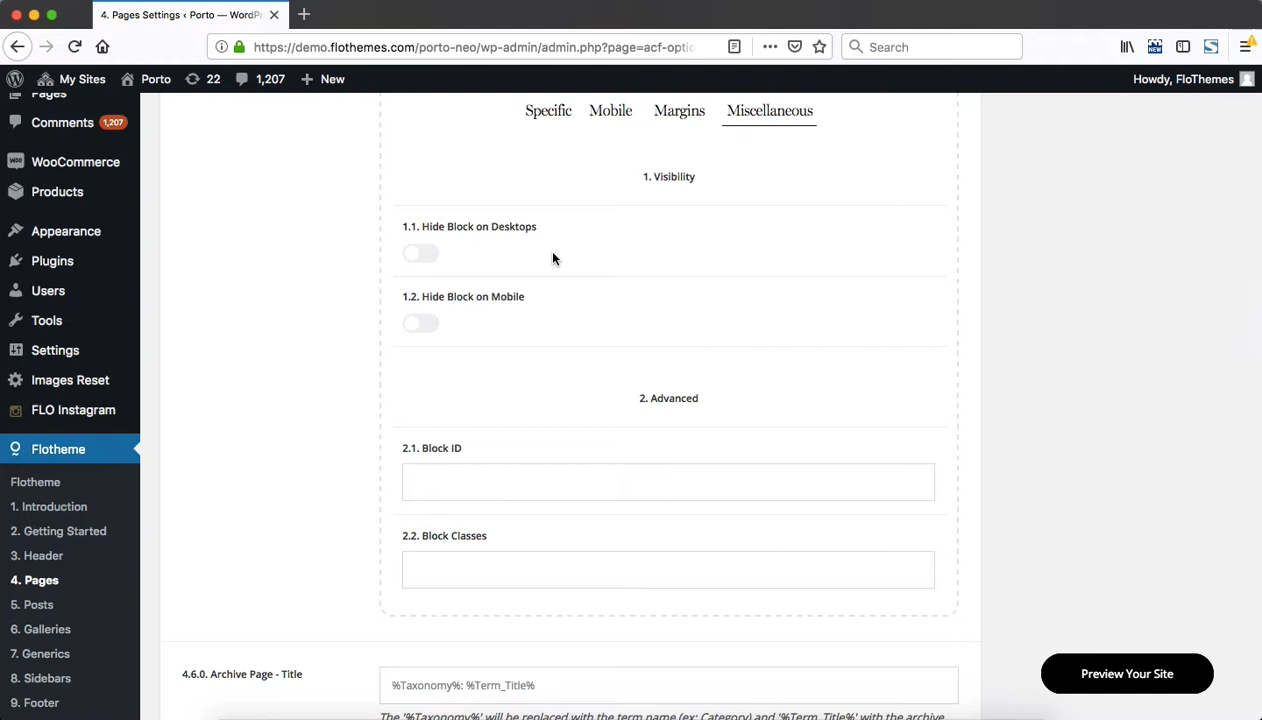 4. Pages Settings ‹ Porto — WordPr
https://demo.flothemes.com/porto-neo/wp-admin/admin.php?page=acf-optio
Search
NEW
My Sites
Porto
22
1,207
New
Howdy, FloThemes
Pages
Comments 1,207
WooCommerce
Products
Appearance
Plugins
Users
Tools
Settings
Images Reset
FLO Instagram
Flotheme
Flotheme
1. Introduction
2. Getting Started
3. Header
4. Pages
5. Posts
6. Galleries
7. Generics
8. Sidebars
9. Footer
Specific Mobile Margins Miscellaneous
1. Visibility
1.1. Hide Block on Desktops
1.2. Hide Block on Mobile
2. Advanced
2.1. Block ID
2.2. Block Classes
4.6.0. Archive Page - Title
%Taxonomy%: %Term_Title%
The '%Taxonomy%' will be replaced with the term name (ex: Category) and '%Term_Title%' with the archive
Preview Your Site